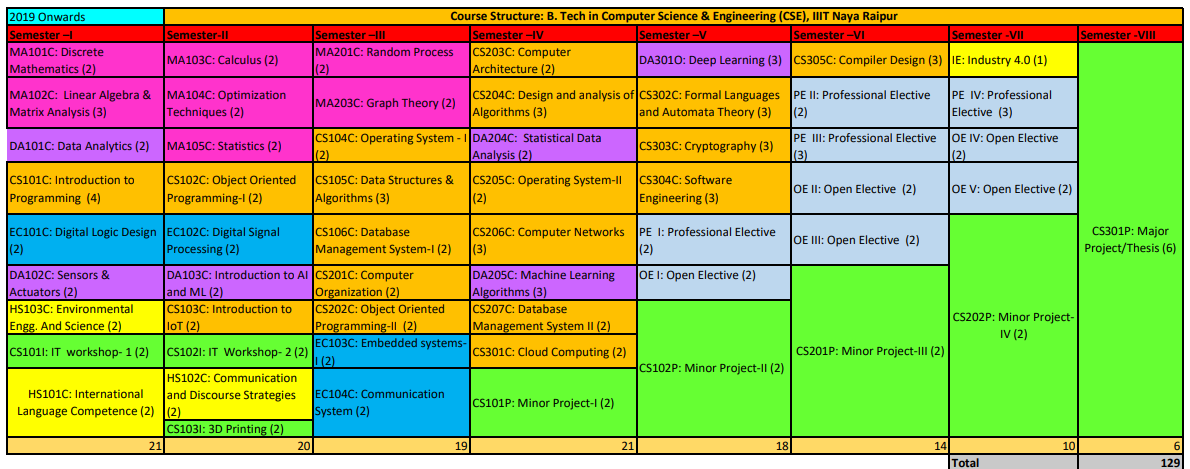 2019 Onwards
Course Structure: B. Tech in Computer Science & Engineering (CSE), IIIT Naya Raipur
Semester –I
Semester-II
Semester –III
Semester –IV
Semester –V
Semester –VI
Semester -VII
Semester -VIII
MA101C: Discrete
Mathematics (2)
MA103C: Calculus (2)
MA201C: Random Process
(2)
CS203C: Computer
Architecture (2)
DA301O: Deep Learning (3)
CS305C: Compiler Design (3)
IE: Industry 4.0 (1)
CS301P: Major
Project/Thesis (6)
MA102C: Linear Algebra &
Matrix Analysis (3)
MA104C: Optimization
Techniques (2)
MA203C: Graph Theory (2)
CS204C: Design and analysis of
Algorithms (3)
CS302C: Formal Languages
and Automata Theory (3)
PE II: Professional Elective
(2)
PE IV: Professional
Elective (3)
DA101C: Data Analytics (2)
MA105C: Statistics (2)
CS104C: Operating System - I
(2)
DA204C: Statistical Data
Analysis (2)
CS303C: Cryptography (3)
PE III: Professional Elective
(3)
OE IV: Open Elective
(2)
CS101C: Introduction to
Programming (4)
CS102C: Object Oriented
Programming-I (2)
CS105C: Data Structures &
Algorithms (3)
CS205C: Operating System-II
(2)
CS304C: Software
Engineering (3)
OE II: Open Elective (2)
OE V: Open Elective (2)
EC101C: Digital Logic Design
(2)
EC102C: Digital Signal
Processing (2)
CS106C: Database
Management System-I (2)
CS206C: Computer Networks
(3)
PE I: Professional Elective
(2)
OE III: Open Elective (2)
CS202P: Minor Project-
IV (2)
DA102C: Sensors &
Actuators (2)
DA103C: Introduction to AI
and ML (2)
CS201C: Computer
Organization (2)
DA205C: Machine Learning
Algorithms (3)
OE I: Open Elective (2)
CS201P: Minor Project-III (2)
HS103C: Environmental
Engg. And Science (2)
CS103C: Introduction to
IoT (2)
CS202C: Object Oriented
Programming-II (2)
CS207C: Database
Management System II (2)
CS102P: Minor Project-II (2)
CS101I: IT workshop- 1 (2)
CS102I: IT Workshop- 2 (2)
EC103C: Embedded systems-
I (2)
CS301C: Cloud Computing (2)
HS101C: International
Language Competence (2)
HS102C: Communication
and Discourse Strategies
(2)
CS103I: 3D Printing (2)
EC104C: Communication
System (2)
CS101P: Minor Project-I (2)
21
20
19
21
18
14
10
6
Total
129